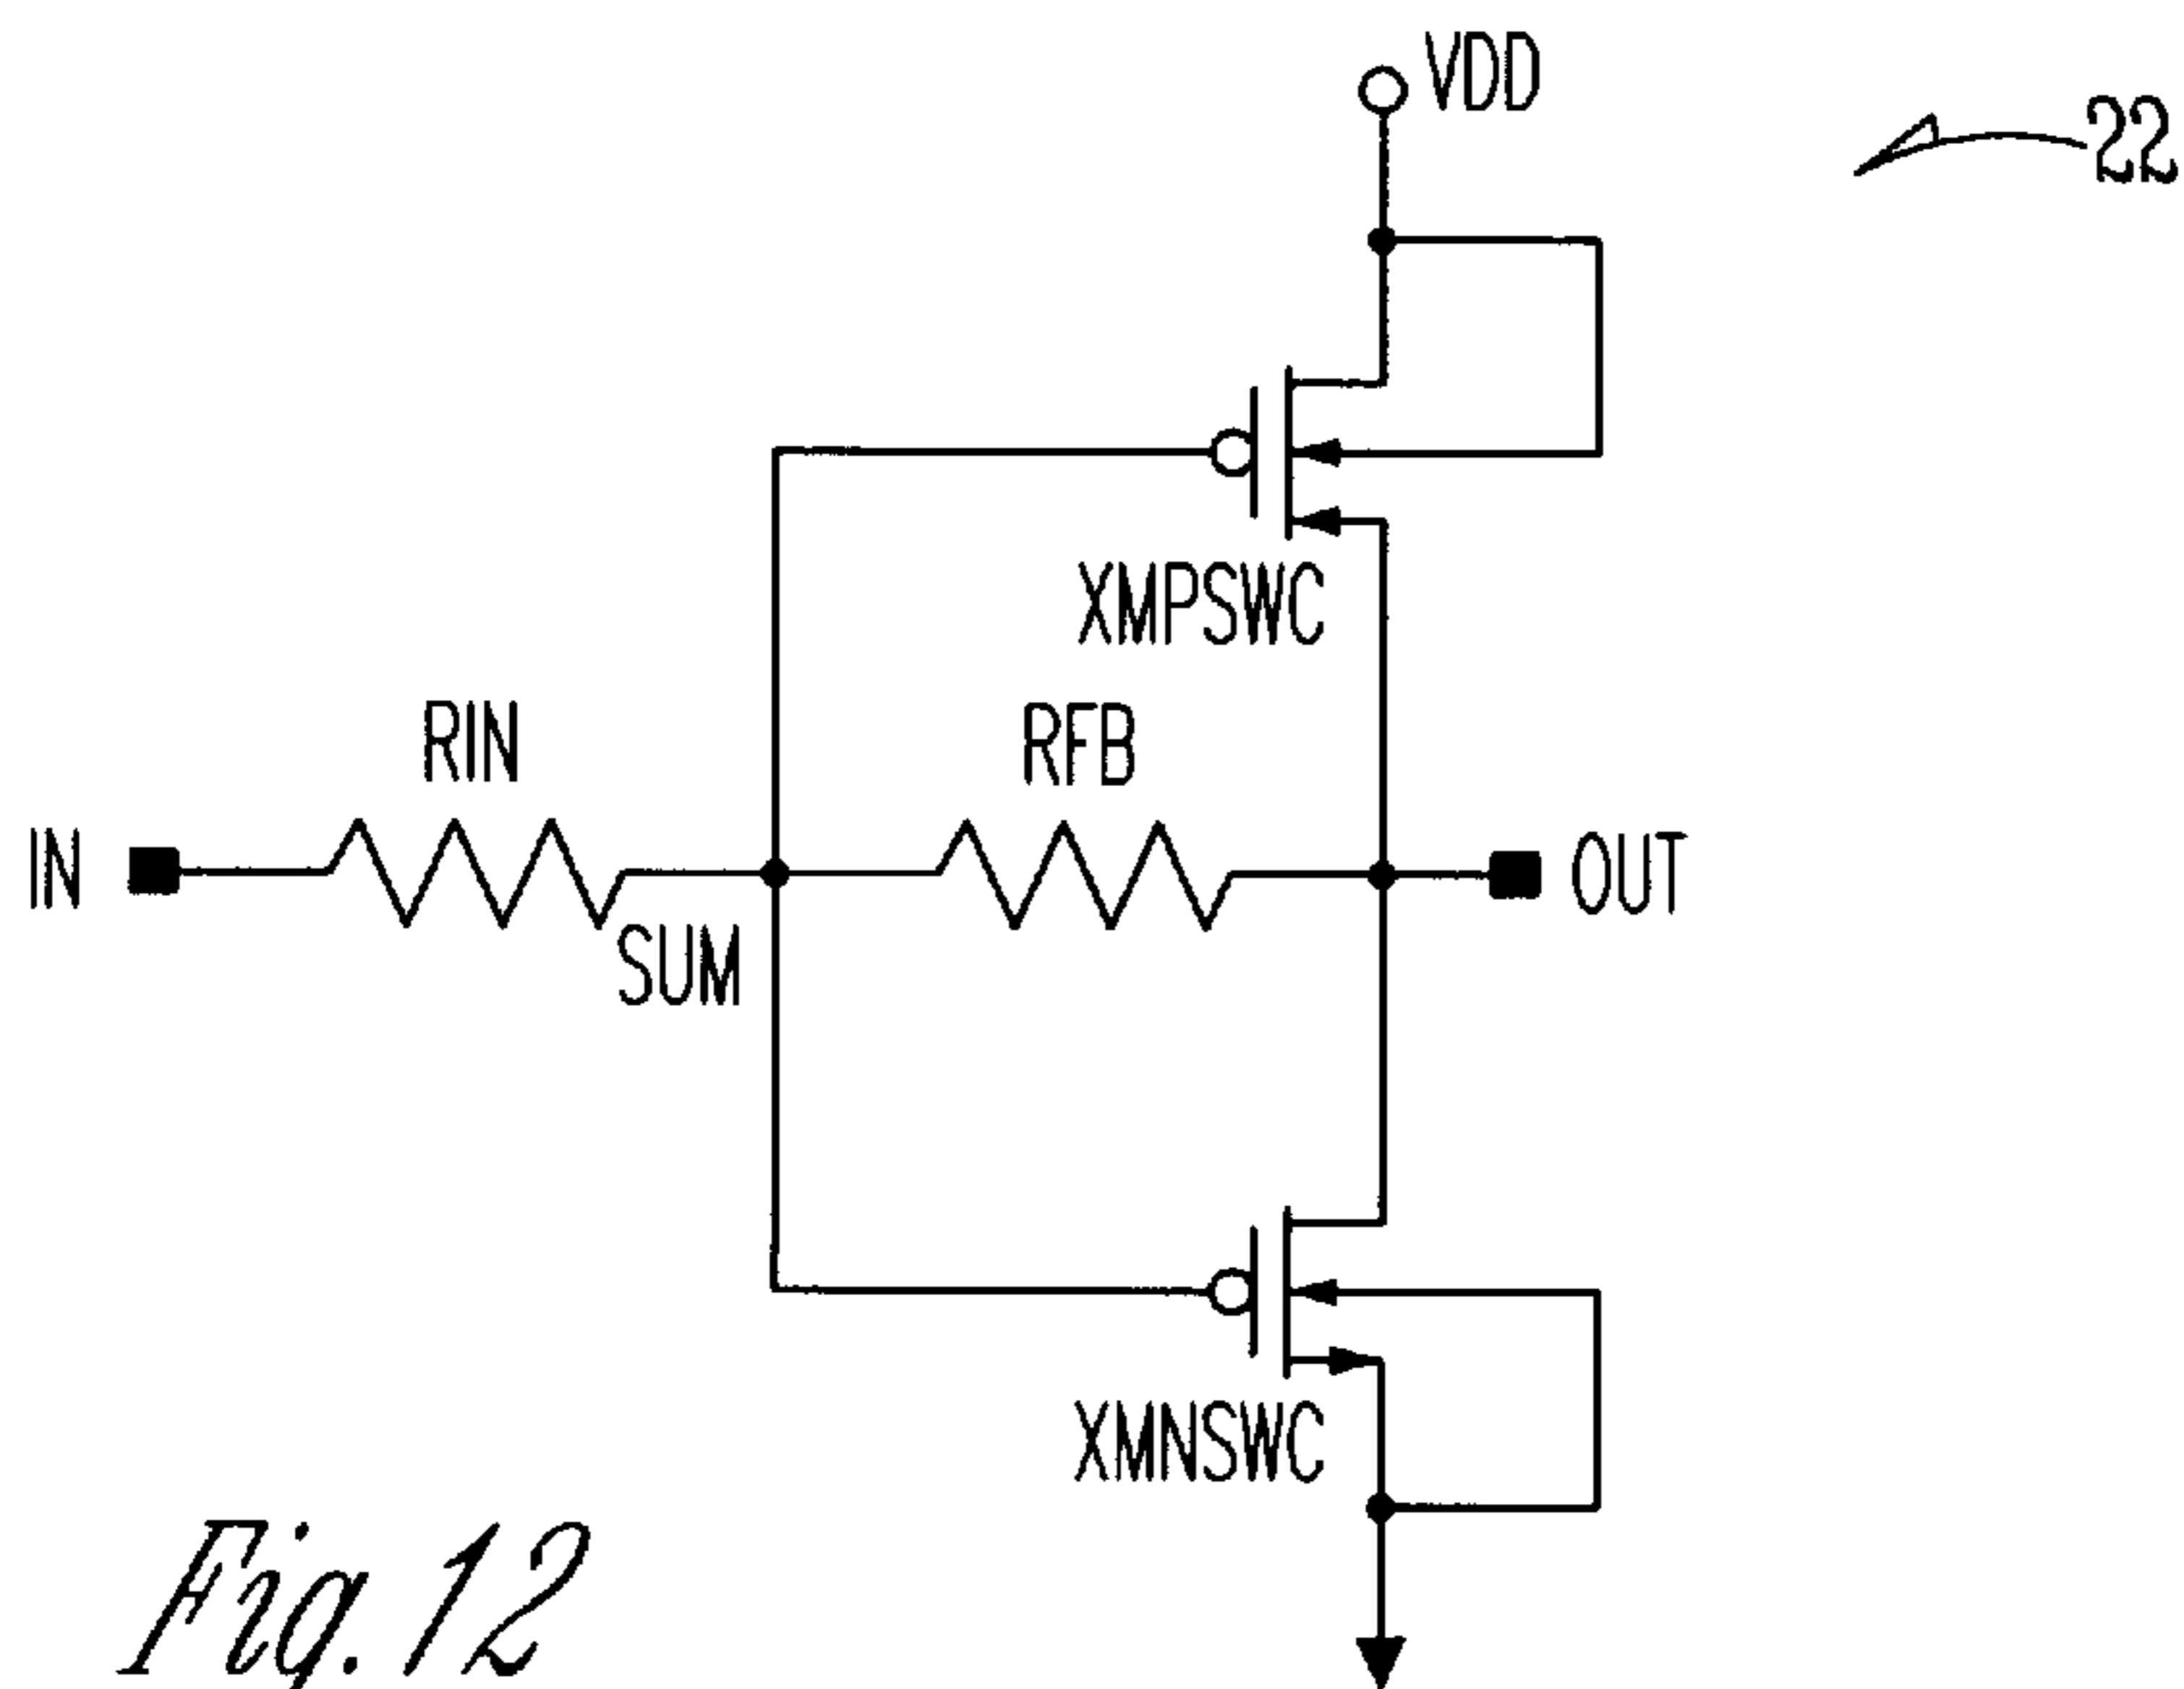 VDD
22
XMPSWC
RIN
RFB
IN
OUT
SUM
XMNSWC
Fig. 12